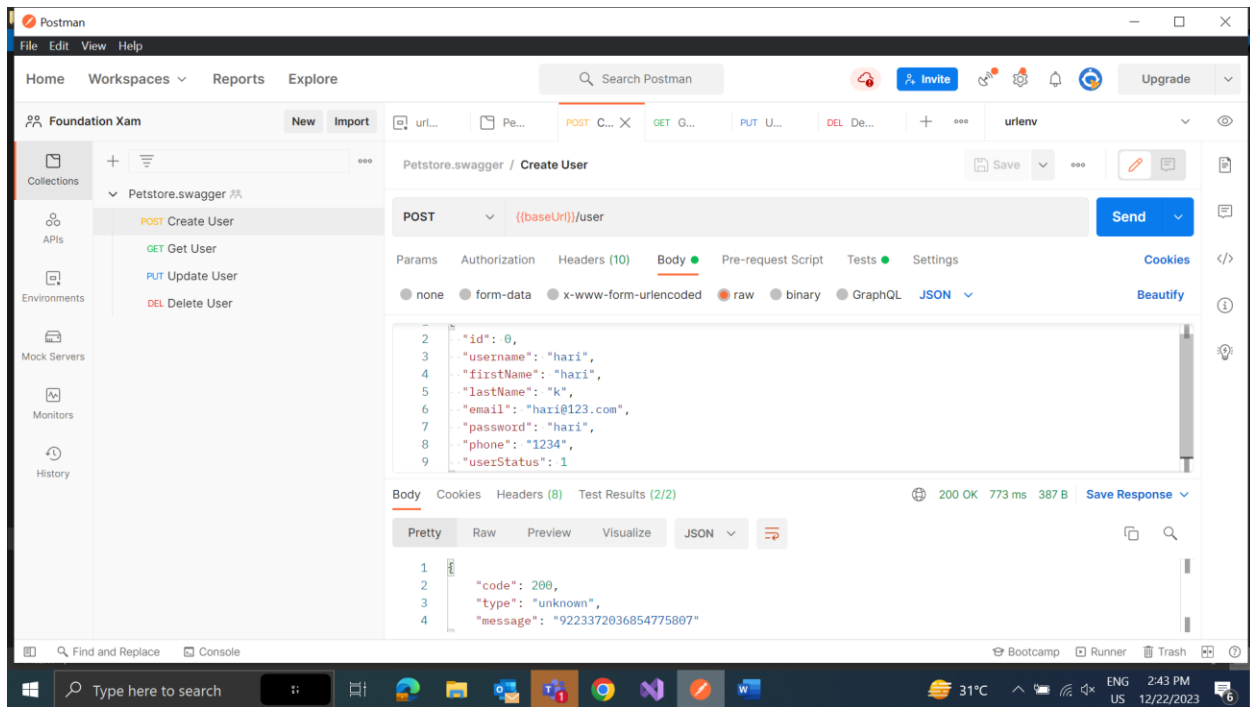 Postman
File Edit View Help
Home Workspaces Reports Explore Search Postman Invite Upgrade
Foundation Xam New Import url... Pe... POST C... GET G... PUT U... DEL De... urlenv
Collections
APIs
Environments
Mock Servers
Monitors
History
Petstore.swagger
POST Create User
GET Get User
PUT Update User
DEL Delete User
Petstore.swagger / Create User Save
POST {{baseUrl}}/user Send
Params Authorization Headers (10) Body Pre-request Script Tests Settings Cookies
none form-data x-www-form-urlencoded raw binary GraphQL JSON Beautify
2 "id": 0,
3 "username": "hari",
4 "firstName": "hari",
5 "lastName": "k",
6 "email": "hari@123.com",
7 "password": "hari",
8 "phone": "1234",
9 "userStatus": 1
Body Cookies Headers (8) Test Results (2/2) 200 OK 773 ms 387 B Save Response
Pretty Raw Preview Visualize JSON
1 {
2 "code": 200,
3 "type": "unknown",
4 "message": "9223372036854775807"
Find and Replace Console Bootcamp Runner Trash
Type here to search 31°C ENG 2:43 PM
US 12/22/2023
6